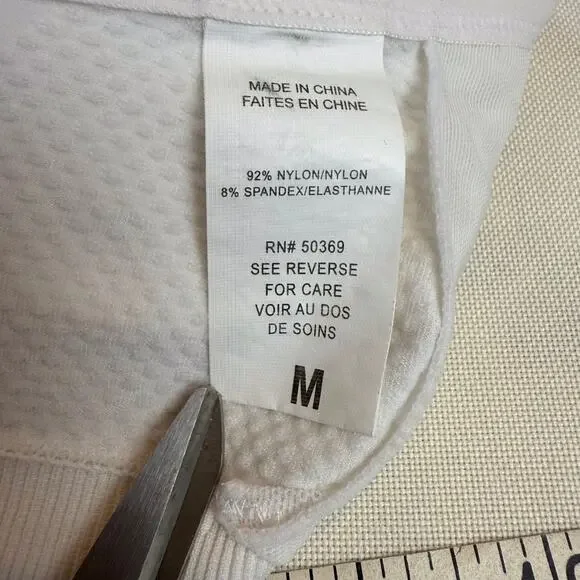 MADE IN CHINA
FAITES EN CHINE
92% NYLON/NYLON
8% SPANDEX/ELASTHANNE
RN# 50369
SEE REVERSE
FOR CARE
VOIR AU DOS
DE SOINS
M